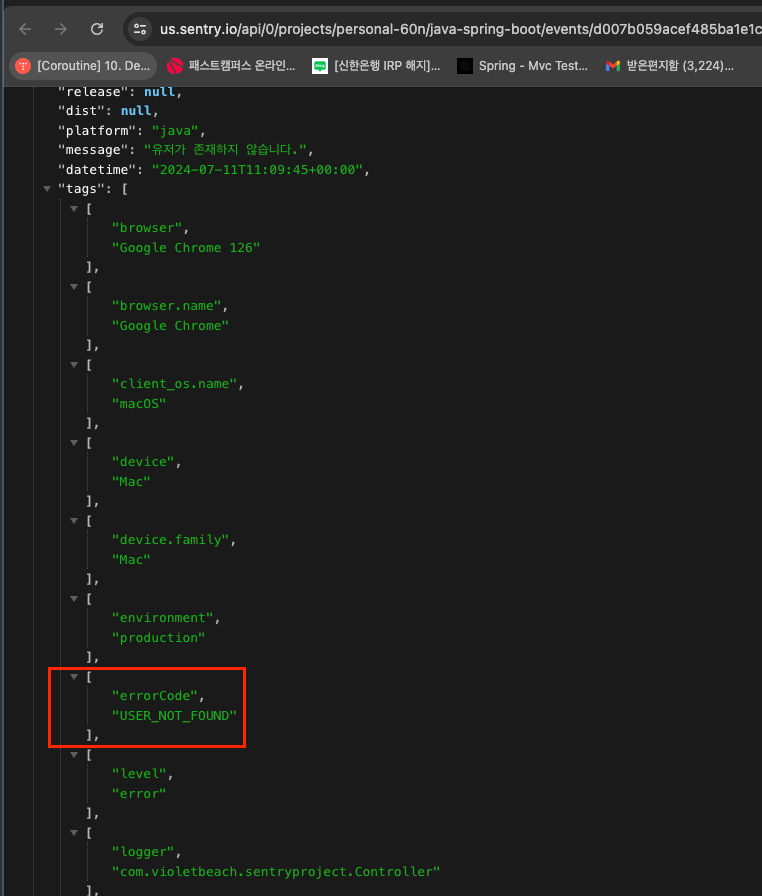 us.sentry.io/api/0/projects/personal-60n/java-spring-boot/events/d007b059acef485ba1e1c
[Coroutine] 10. De...
패스트캠퍼스 온라인...
[신한은행 IRP 해지]...
Spring - Mvc Test...
받은편지함 (3,224)...
"release": null,
"dist": null,
"platform": "java",
"message": "유저가 존재하지 않습니다.",
"datetime": "2024-07-11T11:09:45+00:00",
"tags": [
[
"browser",
"Google Chrome 126"
],
[
"browser.name",
"Google Chrome"
],
[
"client_os.name",
"macOS"
],
[
"device",
"Mac"
],
[
"device.family",
"Mac"
],
[
"environment",
"production"
],
[
"errorCode",
"USER_NOT_FOUND"
],
[
"level",
"error"
],
[
"logger",
"com.violetbeach.sentryproject.Controller"
],